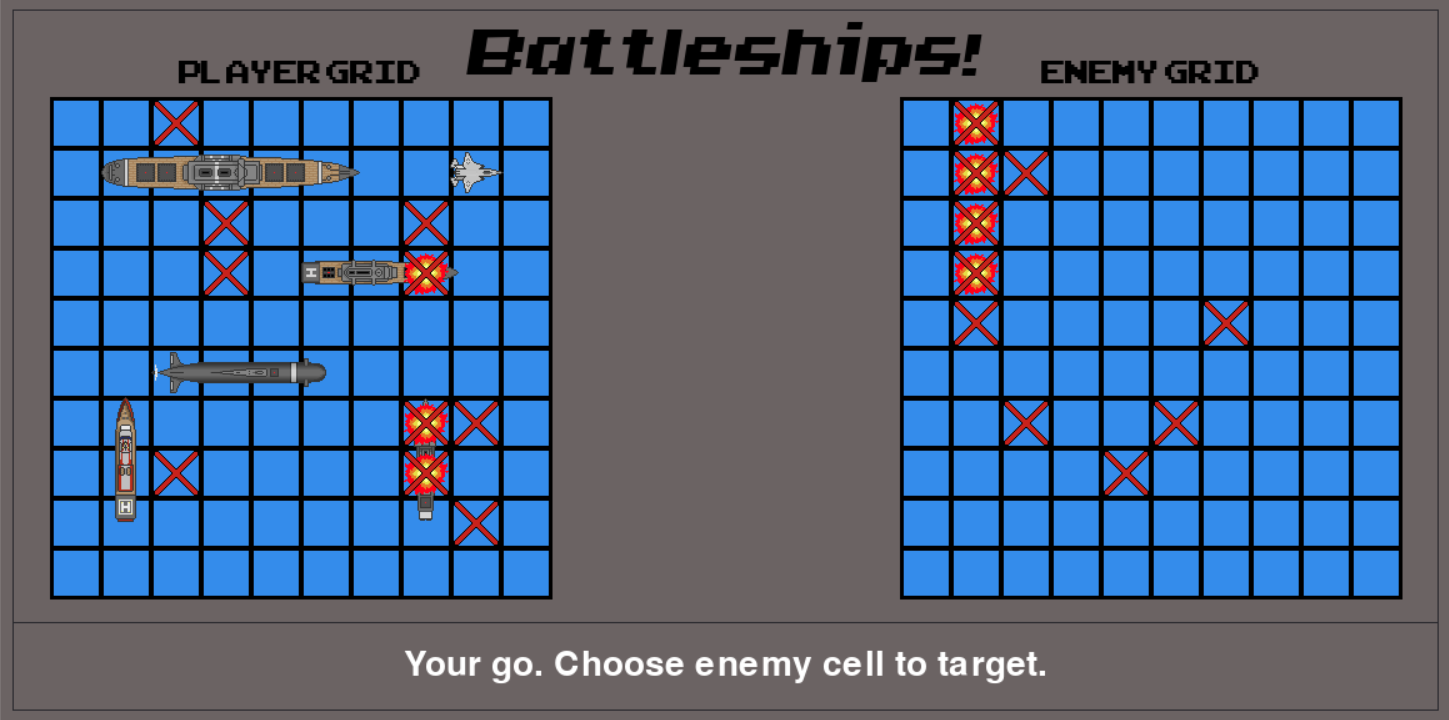 Battleships!
PLAYER GRID
ENEMY GRID
H
H
Your go. Choose enemy cell to target.